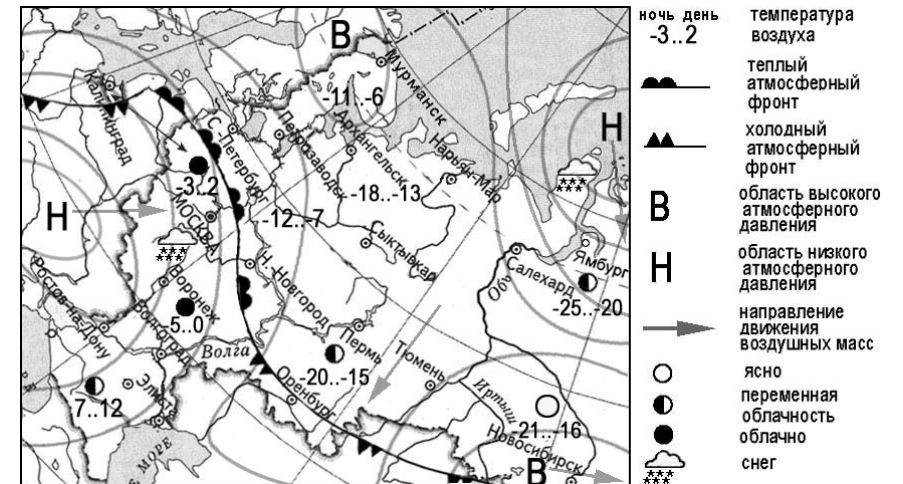 В
Мурманск
Калининград
-11..-6
С.-Петербург
Петрозаводск
Архангельск
Нарьян-Мар
Н
-3..2
-18..-13
МОСКВА
Н
-12..-7
Сыктывкар
Ростов-на-Дону
Воронеж
Н.-Новгород
Обь
Салехард
Ямбург
-25..-20
Волгоград
-5..0
Волга
Пермь
Тюмень
-20..-15
Оренбург
Иртыш
7..12
Элиста
-21..-16
Новосибирск
В
МОРЕ
ночь день
-3..2
температура
воздуха
теплый
атмосферный
фронт
холодный
атмосферный
фронт
В
область высокого
атмосферного
давления
Н
область низкого
атмосферного
давления
направление
движения
воздушных масс
ясно
переменная
облачность
облачно
снег